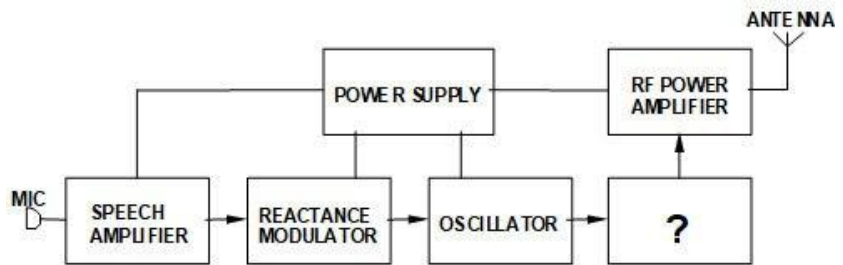 ANTENNA
POWER SUPPLY
RF POWER
AMPLIFIER
MIC
SPEECH
AMPLIFIER
REACTANCE
MODULATOR
OSCILLATOR
?